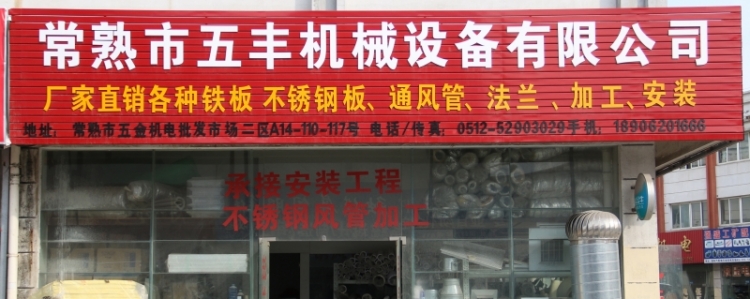 常熟市五丰机械设备有限公司
厂家直销各种铁板 不锈钢板、通风管、法兰、加工、安装
地址：常熟市五金机电批发市场二区A14-110-117号 电话/传真：0512-52903029手机：18906201666
承接安装工程
不锈钢风管加工
机电